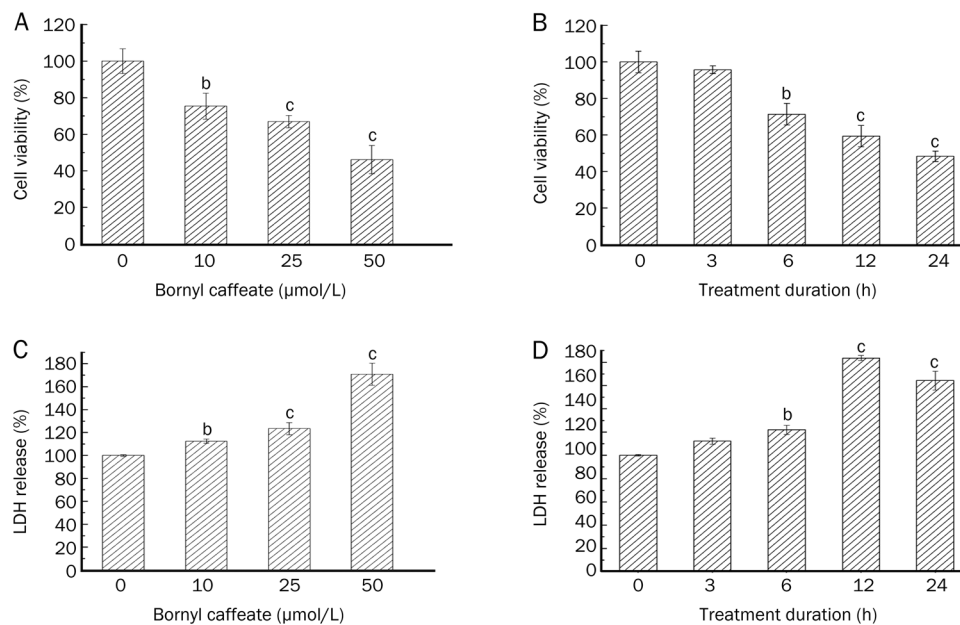 A
120
100
80
60
40
20
0
Cell viability (%)
b
c
c
0 10 25 50
Bornyl caffeate (μmol/L)
B
120
100
80
60
40
20
0
Cell viability (%)
b
c
c
0 3 6 12 24
Treatment duration (h)
C
180
160
140
120
100
80
60
40
20
0
LDH release (%)
b
c
c
0 10 25 50
Bornyl caffeate (μmol/L)
D
180
160
140
120
100
80
60
40
20
0
LDH release (%)
b
c
c
0 3 6 12 24
Treatment duration (h)